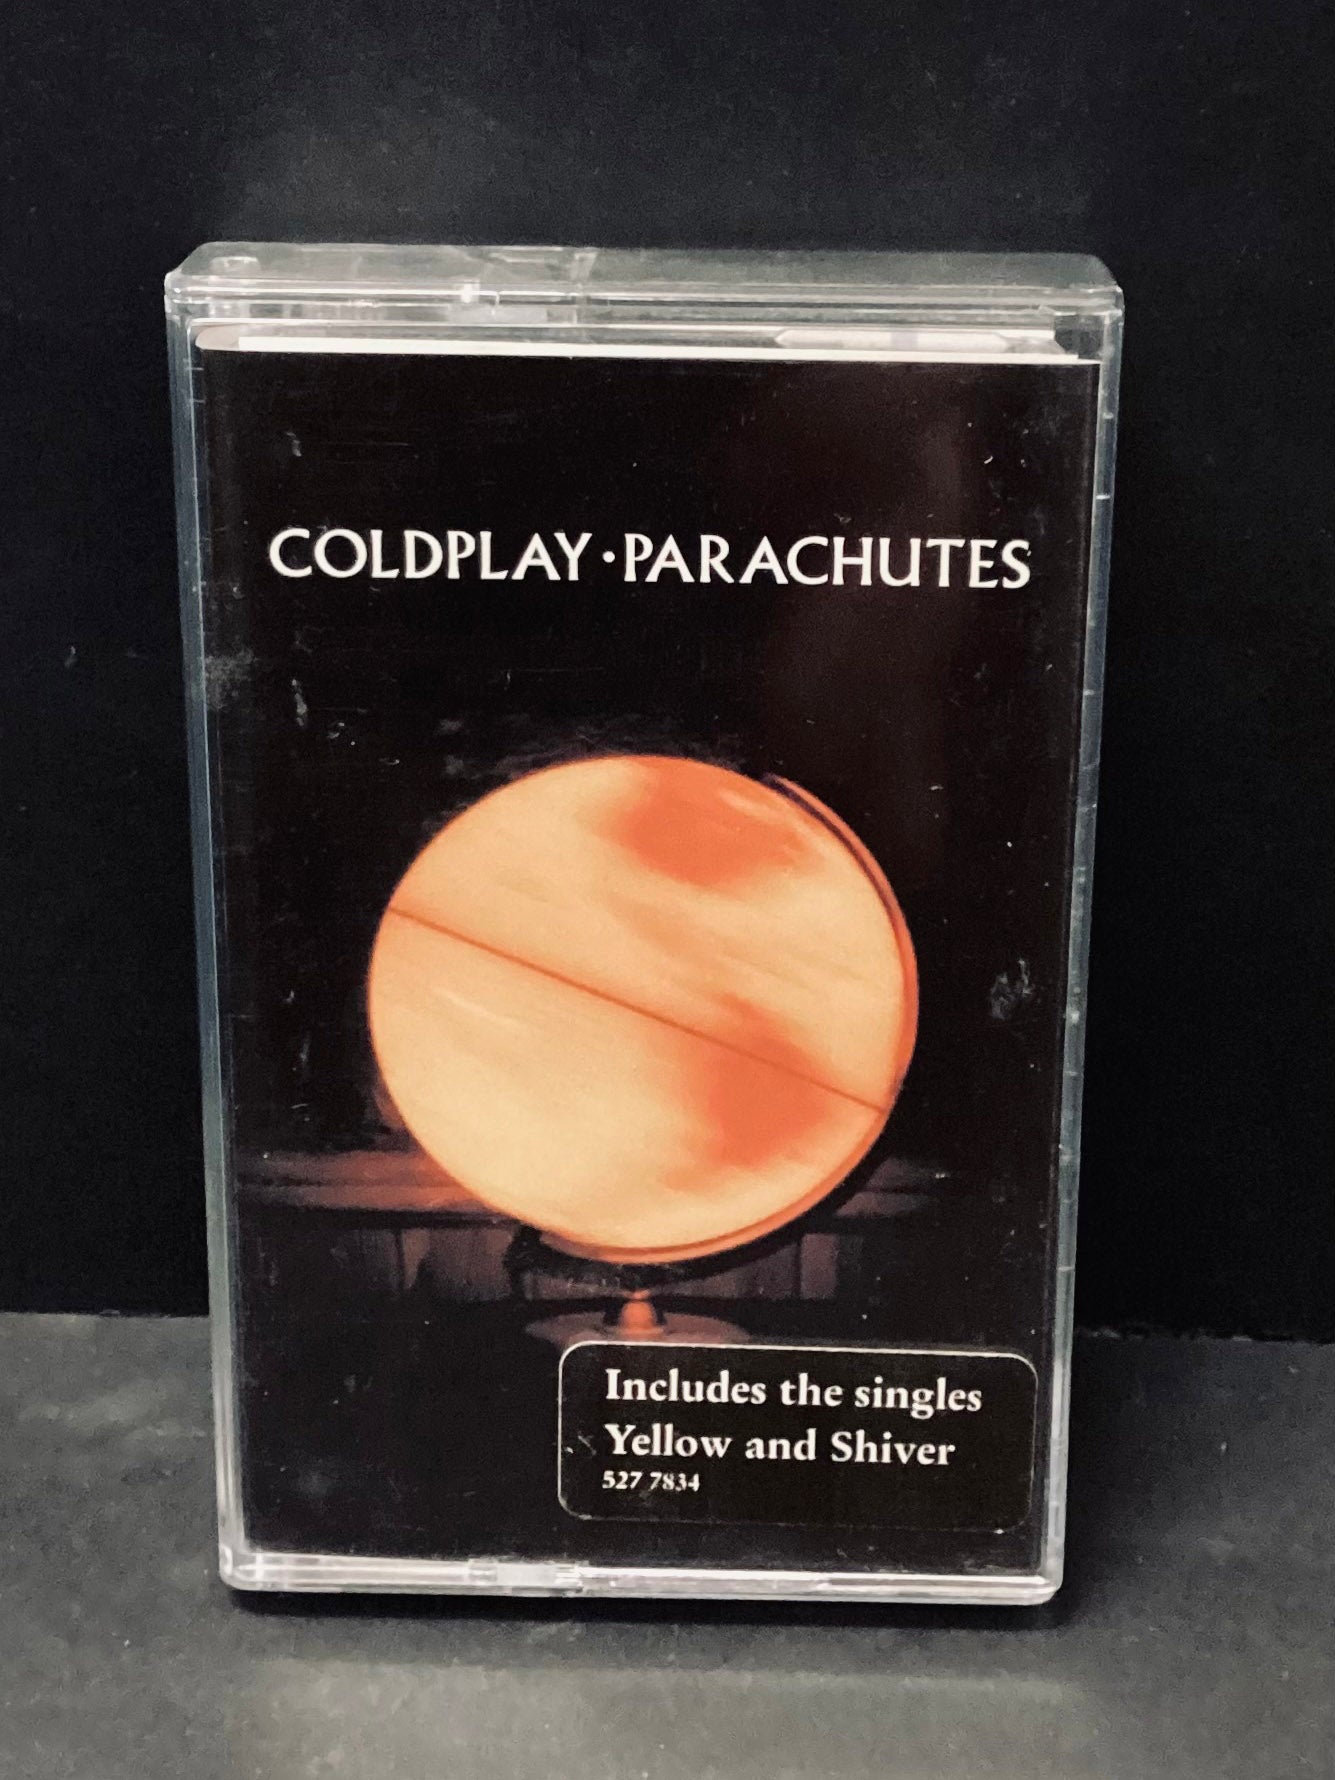 COLDPLAY·PARACHUTES
Includes the singles
Yellow and Shiver
527 7834